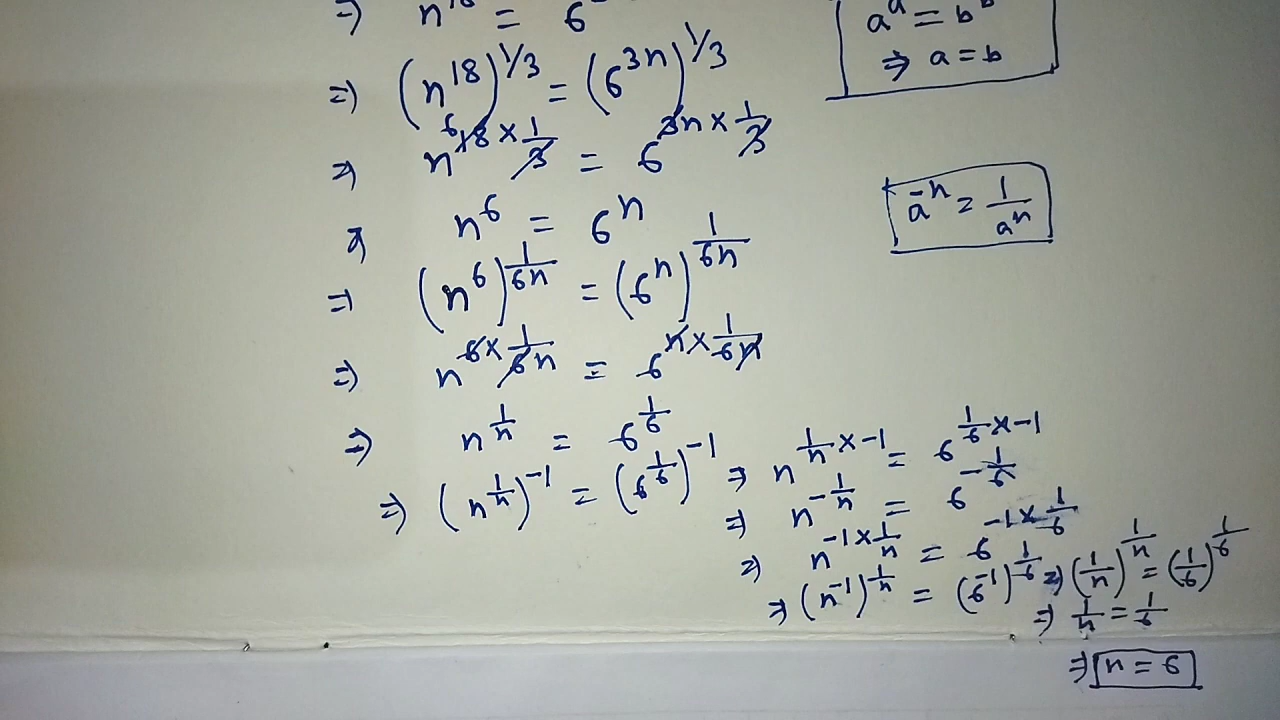 ⇒ n^18 = 6
a^a = b^b
⇒ a = b
⇒ (n^18)^1/3 = (6^3n)^1/3
⇒ n^18 × 1/3 = 6^3n × 1/3
a^-n = 1/a^n
⇒ n^6 = 6^n
⇒ (n^6)^1/6n = (6^n)^1/6n
⇒ n^6 × 1/6n = 6^n × 1/6n
⇒ n^1/n = 6^1/6
⇒ (n^1/n)^-1 = (6^1/6)^-1 ⇒ n^1/n × -1 = 6^1/6 × -1
⇒ n^-1/n = 6^-1/6
⇒ n^-1 × 1/n = 6^-1 × 1/6
⇒ (n^-1)^1/n = (6^-1)^1/6 ⇒ (1/n)^1/n = (1/6)^1/6
⇒ 1/n = 1/6
⇒ n = 6